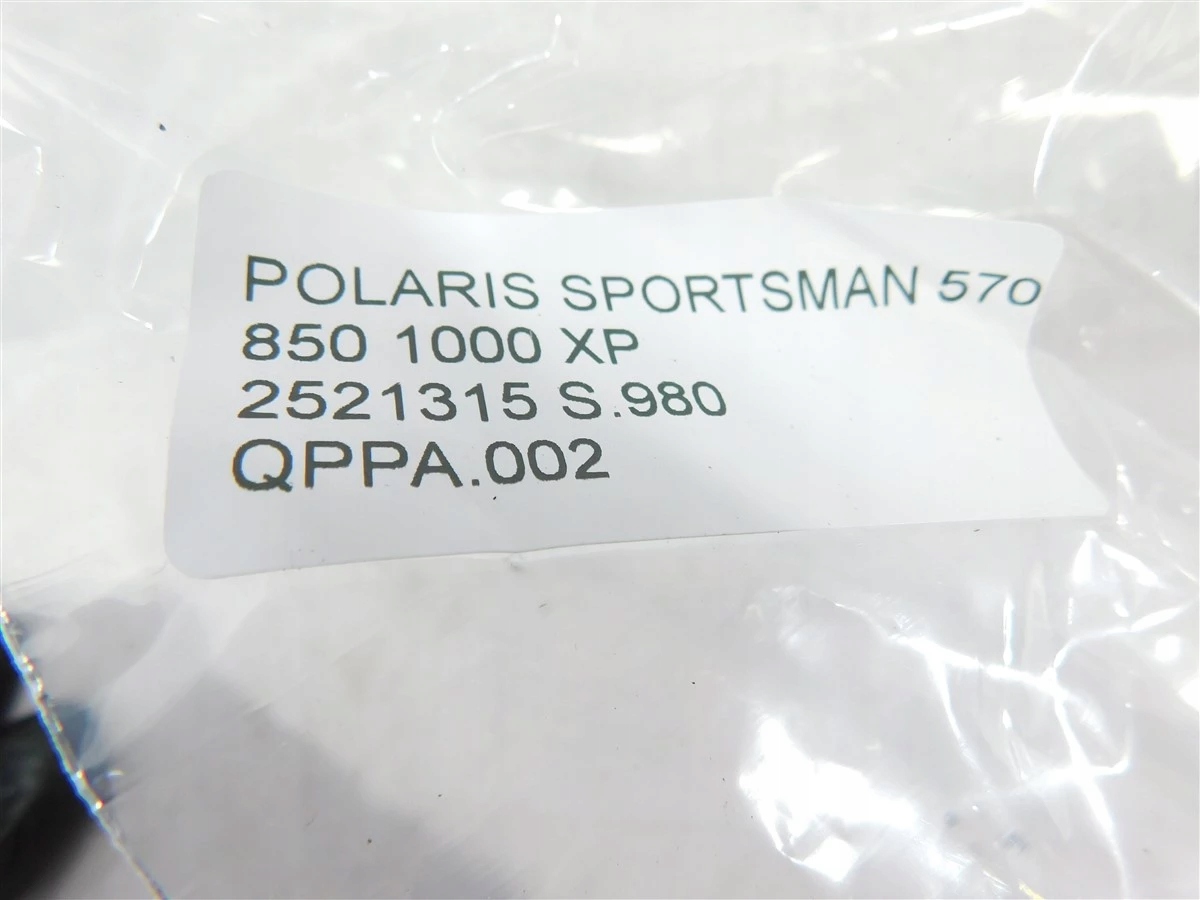 POLARIS SPORTSMAN 570
850 1000 XP
2521315 S.980
QPPA.002